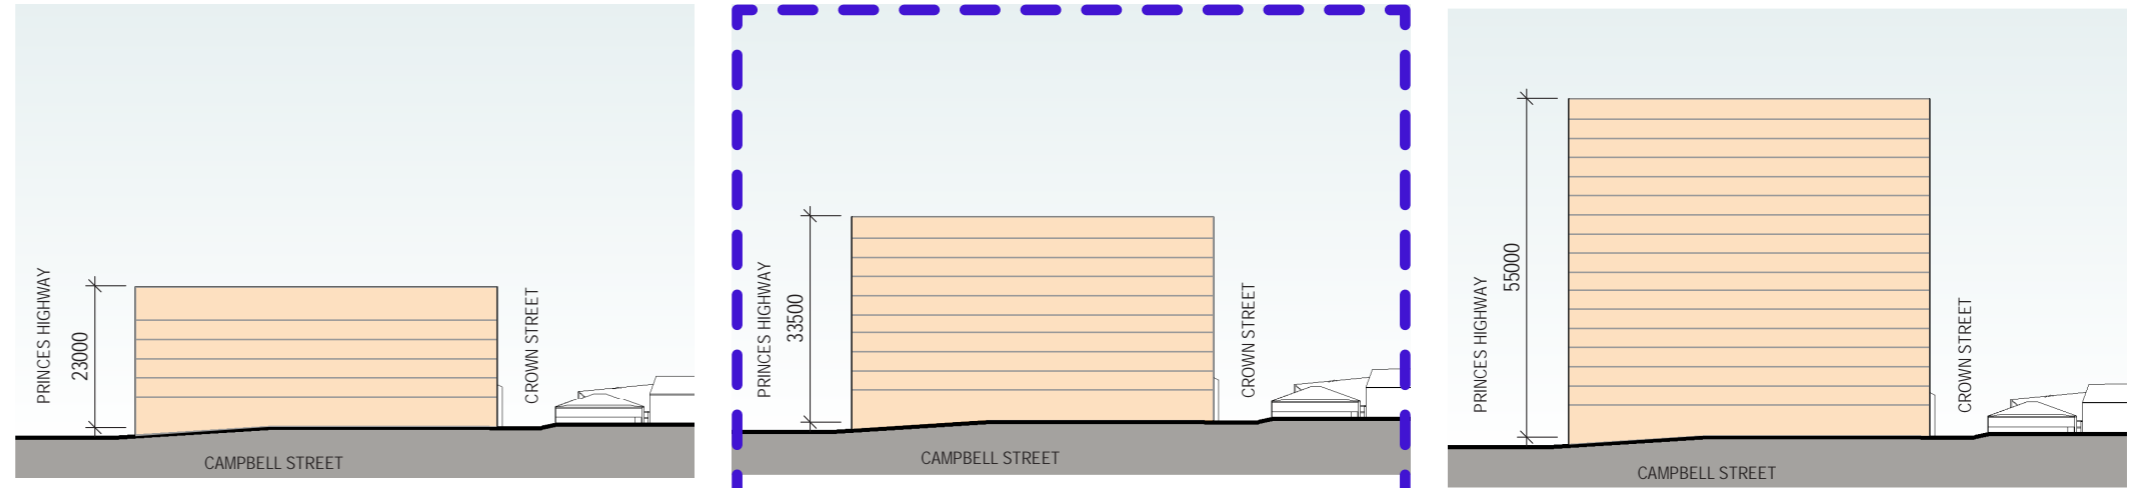 PRINCES HIGHWAY
23000
CROWN STREET
CAMPBELL STREET
PRINCES HIGHWAY
33500
CROWN STREET
CAMPBELL STREET
PRINCES HIGHWAY
55000
CROWN STREET
CAMPBELL STREET